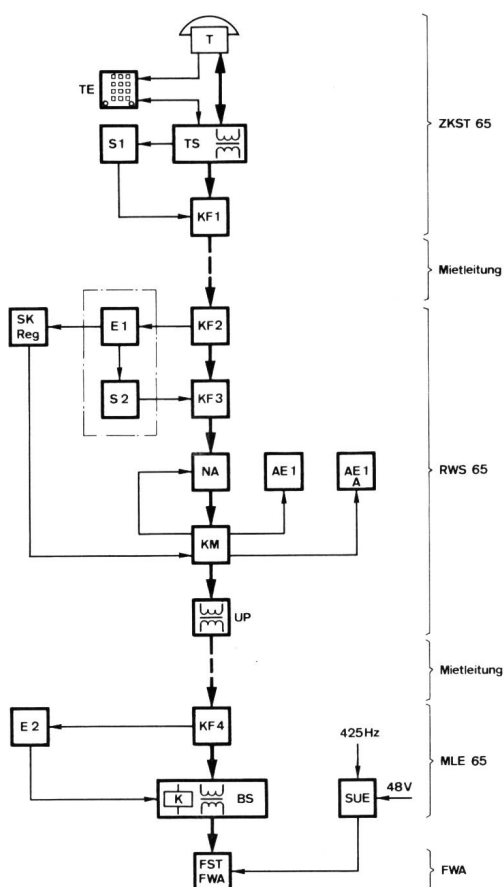 T
TE
ZKST 65
S1
TS
KF1
Mietleitung
SK
Reg
E1
KF2
S2
KF3
NA
AE1
AE1
A
RWS 65
KM
UP
Mietleitung
E2
KF4
425Hz
MLE 65
K
BS
SUE
48V
FST
FWA
FWA